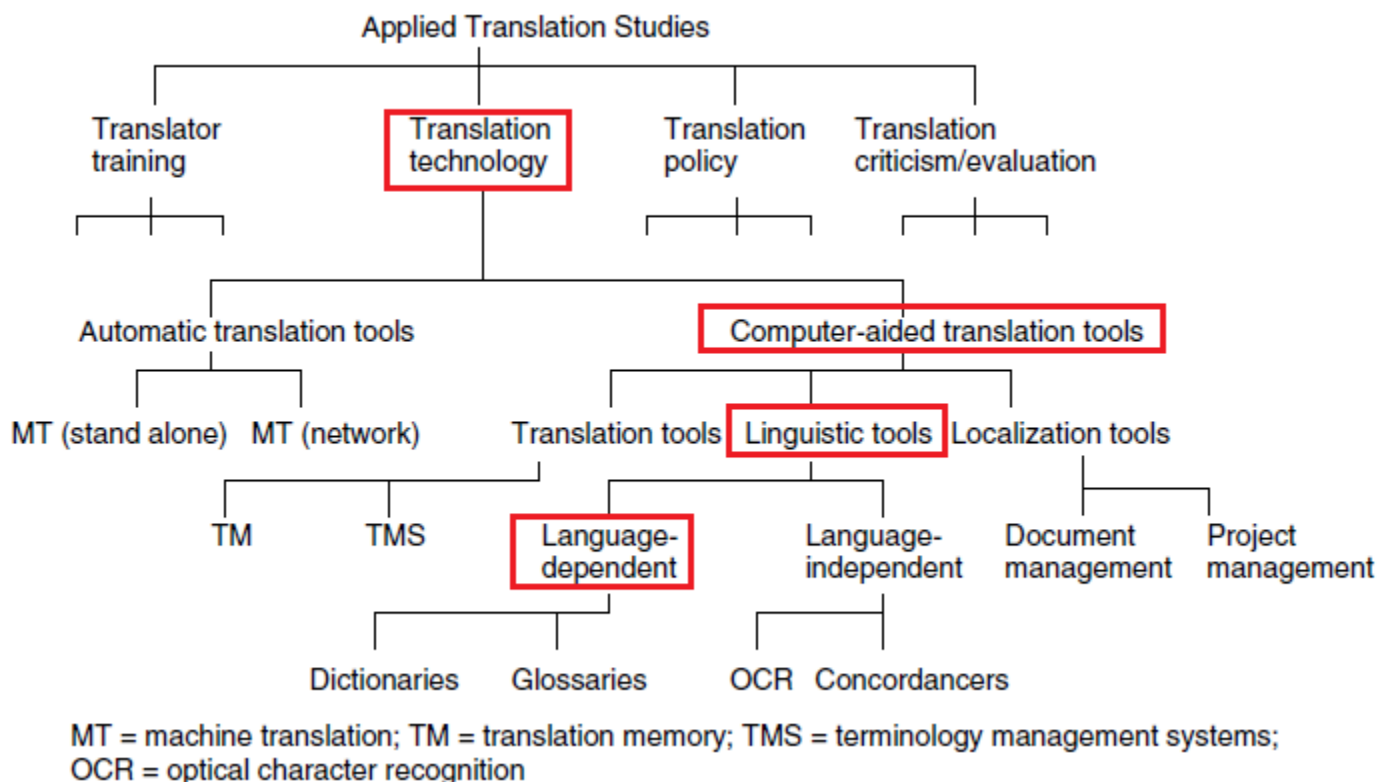 Applied Translation Studies
Translator
training
Translation
technology
Translation
policy
Translation
criticism/evaluation
Automatic translation tools
Computer-aided translation tools
MT (stand alone)
MT (network)
Translation tools
Linguistic tools
Localization tools
TM
TMS
Language-
dependent
Language-
independent
Document
management
Project
management
Dictionaries
Glossaries
OCR
Concordancers
MT = machine translation; TM = translation memory; TMS = terminology management systems;
OCR = optical character recognition